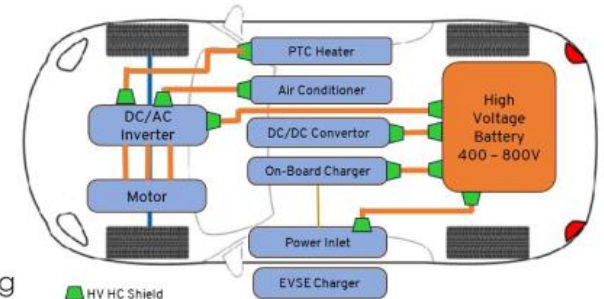 PTC Heater
Air Conditioner
DC/AC
Inverter
High
Voltage
Battery
400 – 800V
DC/DC Convertor
On-Board Charger
Motor
Power Inlet
EVSE Charger
g
HV HC Shield